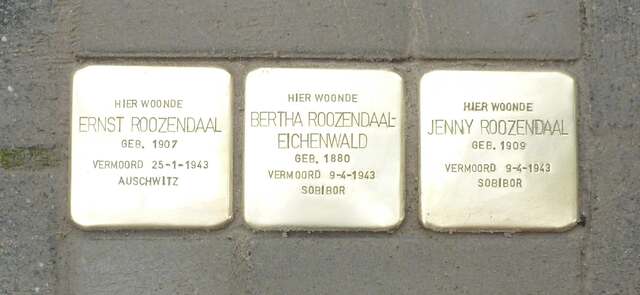 HIER WOONDE
ERNST ROOZENDAAL
GEB. 1907
VERMOORD 25-1-1943
AUSCHWITZ
HIER WOONDE
BERTHA ROOZENDAAL-
EICHENWALD
GEB. 1880
VERMOORD 9-4-1943
SOBIBOR
HIER WOONDE
JENNY ROOZENDAAL
GEB. 1909
VERMOORD 9-4-1943
SOBIBOR